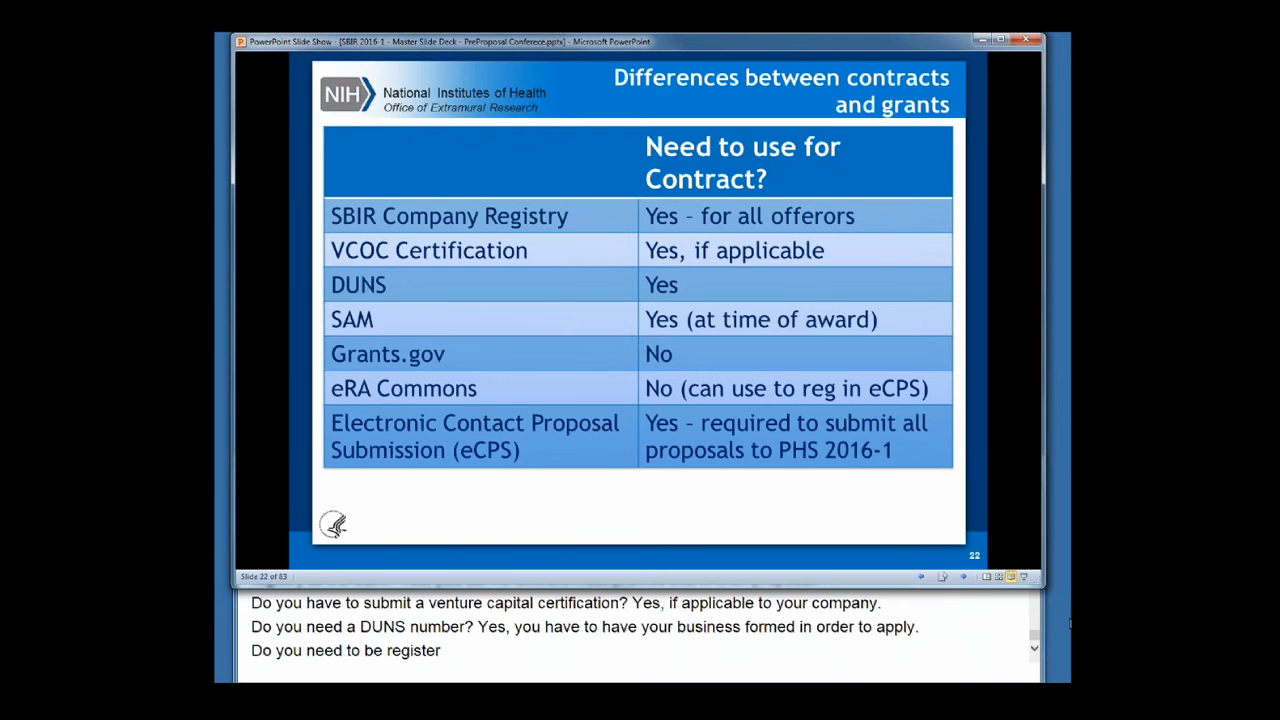 PowerPoint Slide Show - [SBIR 2016-1 - Master Slide Deck - PreProposal Conferece.pptx] - Microsoft PowerPoint
NIH
National Institutes of Health
Office of Extramural Research
Differences between contracts
and grants
Need to use for
Contract?
SBIR Company Registry
Yes – for all offerors
VCOC Certification
Yes, if applicable
DUNS
Yes
SAM
Yes (at time of award)
Grants.gov
No
eRA Commons
No (can use to reg in eCPS)
Electronic Contact Proposal
Submission (eCPS)
Yes – required to submit all
proposals to PHS 2016-1
22
Slide 22 of 83
Do you have to submit a venture capital certification? Yes, if applicable to your company.
Do you need a DUNS number? Yes, you have to have your business formed in order to apply.
Do you need to be register